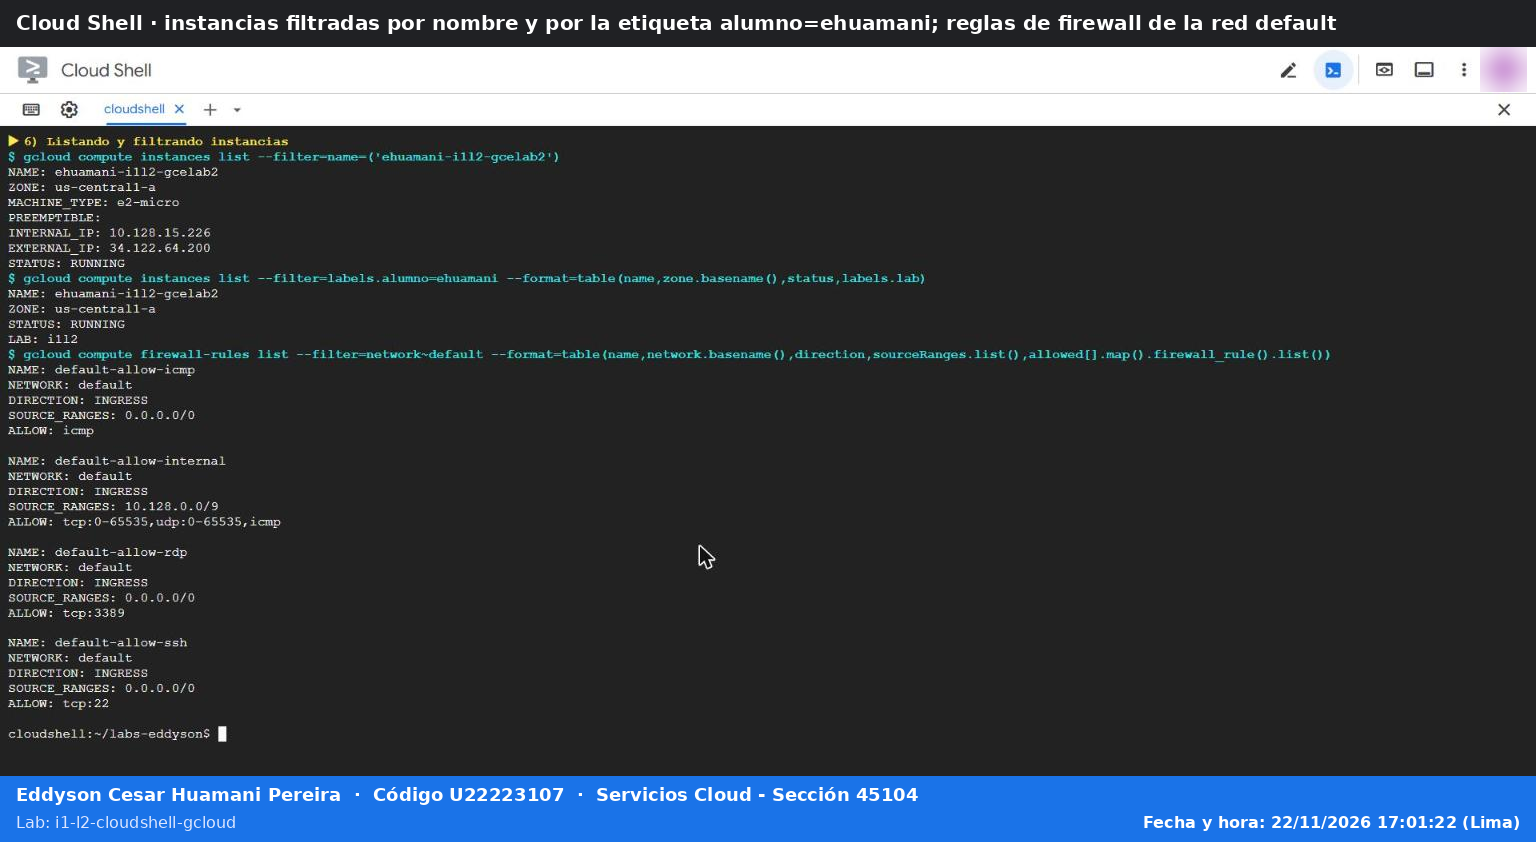 Cloud Shell · instancias filtradas por nombre y por la etiqueta alumno=ehuamani; reglas de firewall de la red default
Cloud Shell
cloudshell
6) Listando y filtrando instancias
$ gcloud compute instances list --filter=name=('ehuamani-i1l2-gcelab2')
NAME: ehuamani-i1l2-gcelab2
ZONE: us-central1-a
MACHINE_TYPE: e2-micro
PREEMPTIBLE:
INTERNAL_IP: 10.128.15.226
EXTERNAL_IP: 34.122.64.200
STATUS: RUNNING
$ gcloud compute instances list --filter=labels.alumno=ehuamani --format=table(name,zone.basename(),status,labels.lab)
NAME: ehuamani-i1l2-gcelab2
ZONE: us-central1-a
STATUS: RUNNING
LAB: i1l2
$ gcloud compute firewall-rules list --filter=network~default --format=table(name,network.basename(),direction,sourceRanges.list(),allowed[].map().firewall_rule().list())
NAME: default-allow-icmp
NETWORK: default
DIRECTION: INGRESS
SOURCE_RANGES: 0.0.0.0/0
ALLOW: icmp
NAME: default-allow-internal
NETWORK: default
DIRECTION: INGRESS
SOURCE_RANGES: 10.128.0.0/9
ALLOW: tcp:0-65535,udp:0-65535,icmp
NAME: default-allow-rdp
NETWORK: default
DIRECTION: INGRESS
SOURCE_RANGES: 0.0.0.0/0
ALLOW: tcp:3389
NAME: default-allow-ssh
NETWORK: default
DIRECTION: INGRESS
SOURCE_RANGES: 0.0.0.0/0
ALLOW: tcp:22
cloudshell:~/labs-eddyson$
Eddyson Cesar Huamani Pereira · Código U22223107 · Servicios Cloud - Sección 45104
Lab: i1-l2-cloudshell-gcloud
Fecha y hora: 22/11/2026 17:01:22 (Lima)